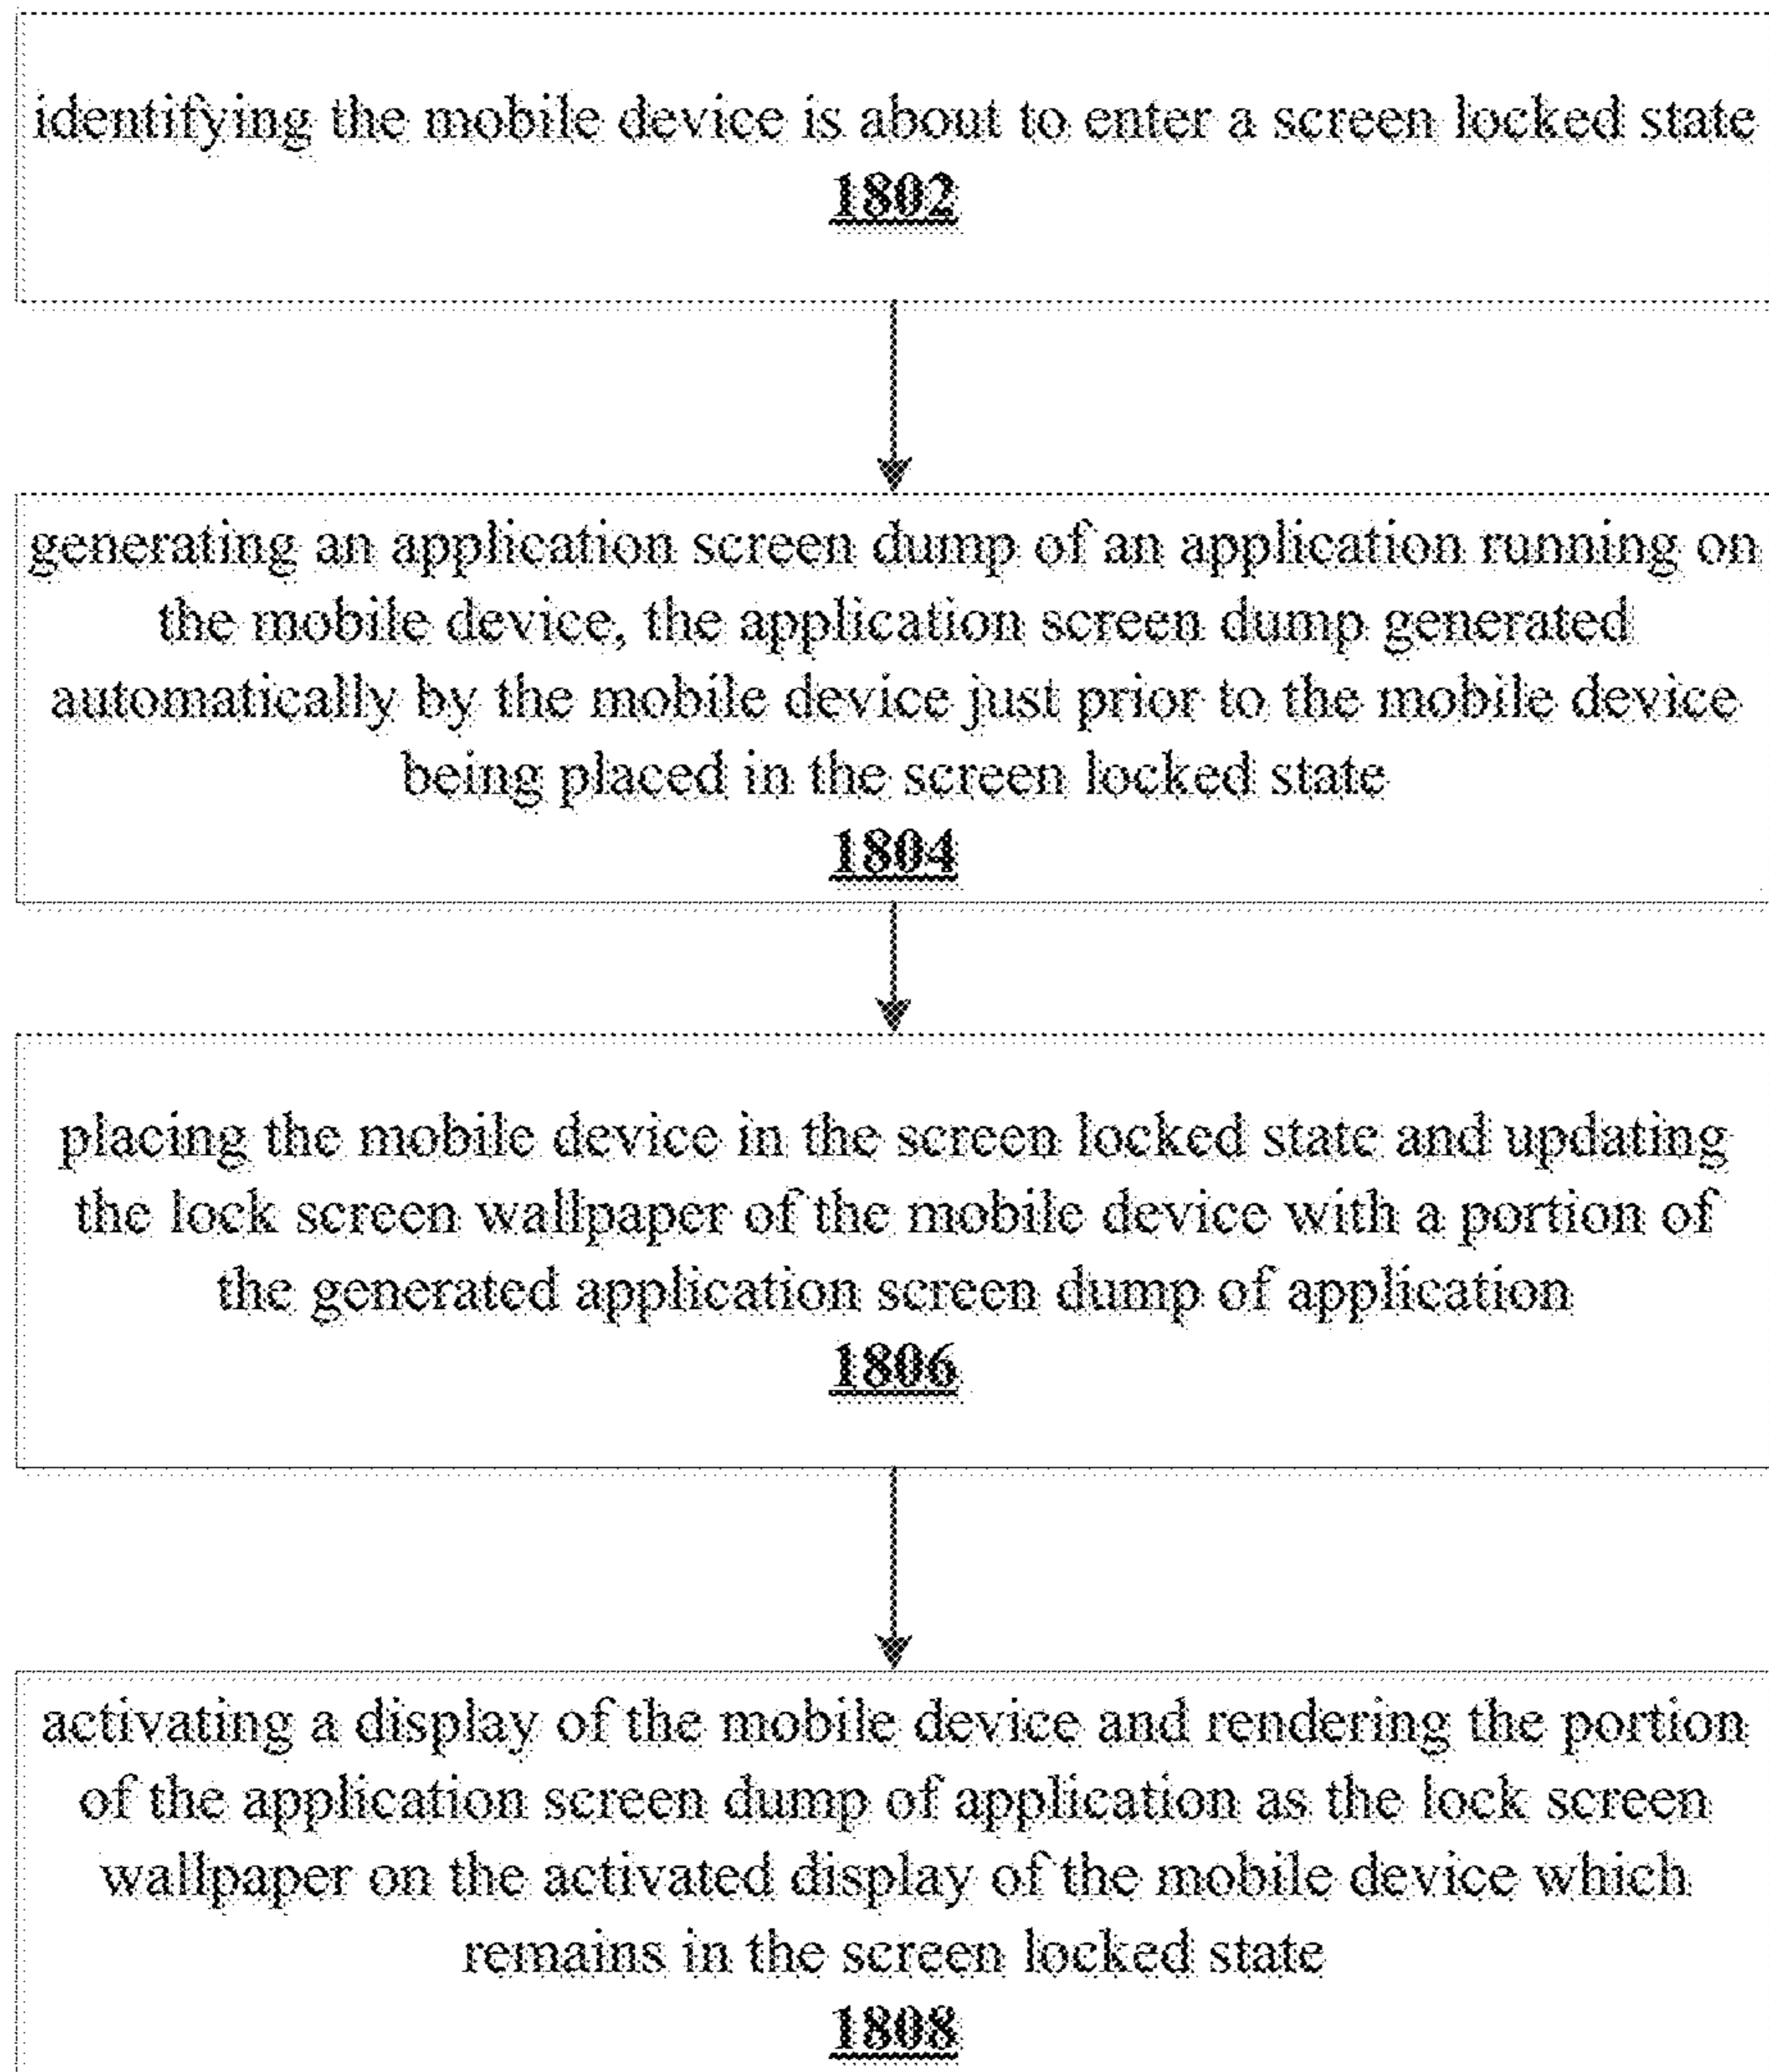 identifying the mobile device is about to enter a screen locked state
1802
generating an application screen dump of an application running on
the mobile device, the application screen dump generated
automatically by the mobile device just prior to the mobile device
being placed in the screen locked state
1804
placing the mobile device in the screen locked state and updating
the lock screen wallpaper of the mobile device with a portion of
the generated application screen dump of application
1806
activating a display of the mobile device and rendering the portion
of the application screen dump of application as the lock screen
wallpaper on the activated display of the mobile device which
remains in the screen locked state
1808